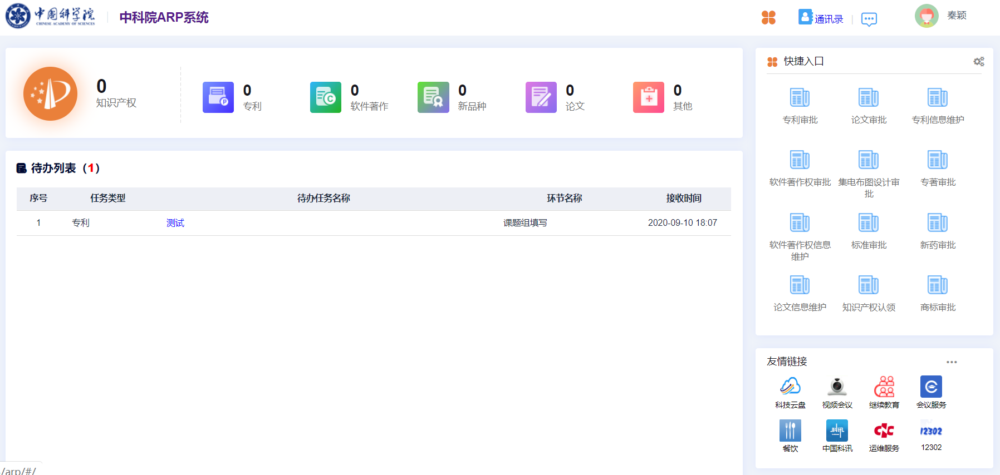 中国科学院
CHINESE ACADEMY OF SCIENCES
中科院ARP系统
通讯录
秦颖
0
知识产权
0
专利
0
软件著作
0
新品种
0
论文
0
其他
待办列表（1）
序号 任务类型 待办任务名称 环节名称 接收时间
1 专利 测试 课题组填写 2020-09-10 18:07
快捷入口
专利审批 论文审批 专利信息维护
软件著作权审批 集电布图设计审 专著审批
批
软件著作权信息 标准审批 新药审批
维护
论文信息维护 知识产权认领 商标审批
友情链接
科技云盘 视频会议 继续教育 会议服务
12302
餐饮 中国科讯 运维服务 12302
/arp/#/